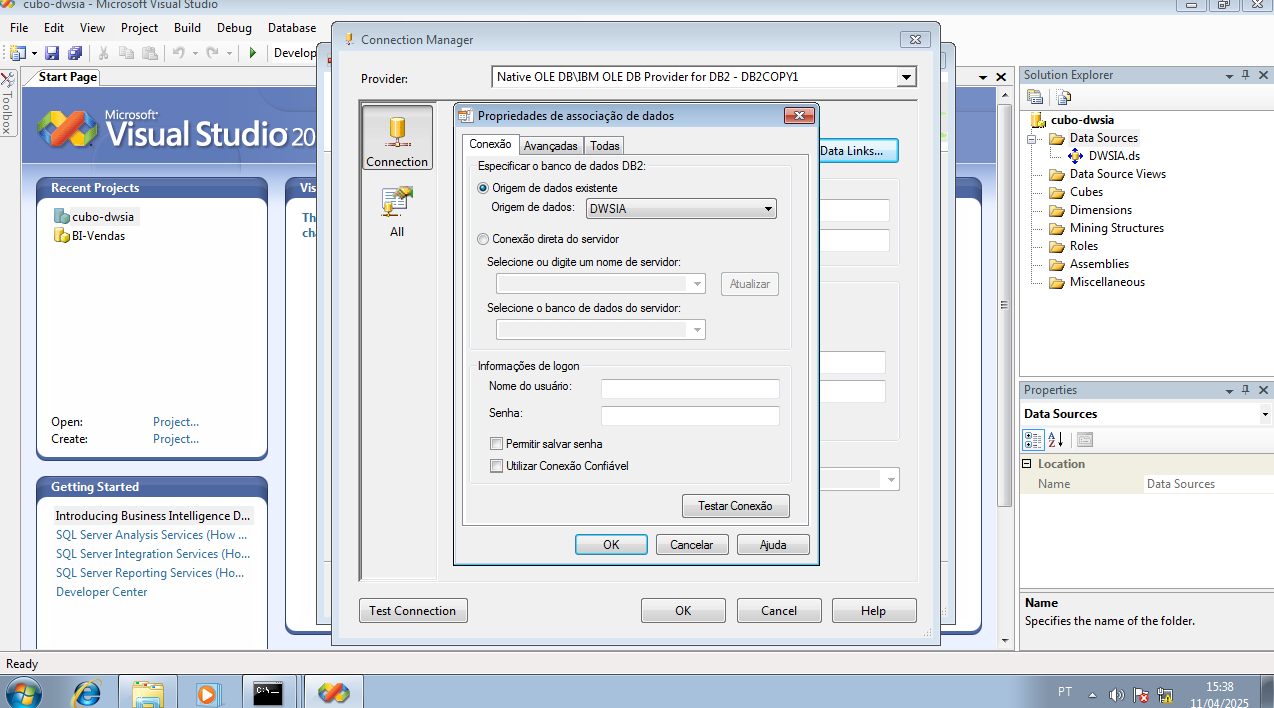 cubo-dwsia - Microsoft Visual Studio
File Edit View Project Build Debug Database
Develop
Toolbox
Start Page
Microsoft
Visual Studio 20
Recent Projects
cubo-dwsia
BI-Vendas
Open: Project...
Create: Project...
Getting Started
Introducing Business Intelligence D...
SQL Server Analysis Services (How ...
SQL Server Integration Services (Ho...
SQL Server Reporting Services (Ho...
Developer Center
Vis
Th
ch
Connection Manager
Provider: Native OLE DB\IBM OLE DB Provider for DB2 - DB2COPY1
Connection
All
Data Links...
Propriedades de associação de dados
Conexão Avançadas Todas
Especificar o banco de dados DB2:
Origem de dados existente
Origem de dados: DWSIA
Conexão direta do servidor
Selecione ou digite um nome de servidor:
Atualizar
Selecione o banco de dados do servidor:
Informações de logon
Nome do usuário:
Senha:
Permitir salvar senha
Utilizar Conexão Confiável
Testar Conexão
OK Cancelar Ajuda
Test Connection OK Cancel Help
Solution Explorer
cubo-dwsia
Data Sources
DWSIA.ds
Data Source Views
Cubes
Dimensions
Mining Structures
Roles
Assemblies
Miscellaneous
Properties
Data Sources
Location
Name Data Sources
Name
Specifies the name of the folder.
Ready
C:\_
PT
15:38
11/04/2025